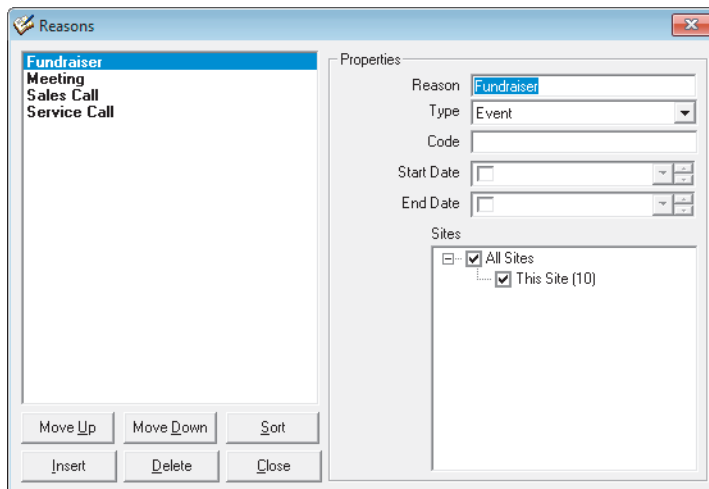 Reasons
Fundraiser
Meeting
Sales Call
Service Call
Move Up
Move Down
Sort
Insert
Delete
Close
Properties
Reason Fundraiser
Type Event
Code
Start Date
End Date
Sites
All Sites
This Site (10)